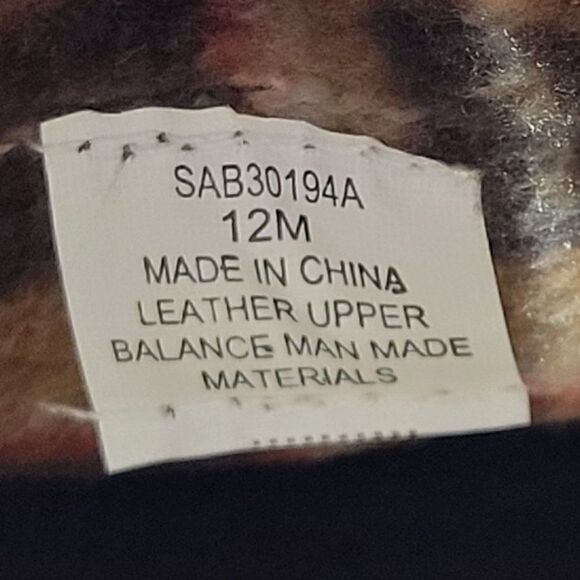 SAB30194A
12M
MADE IN CHINA
LEATHER UPPER
BALANCE MAN MADE
MATERIALS